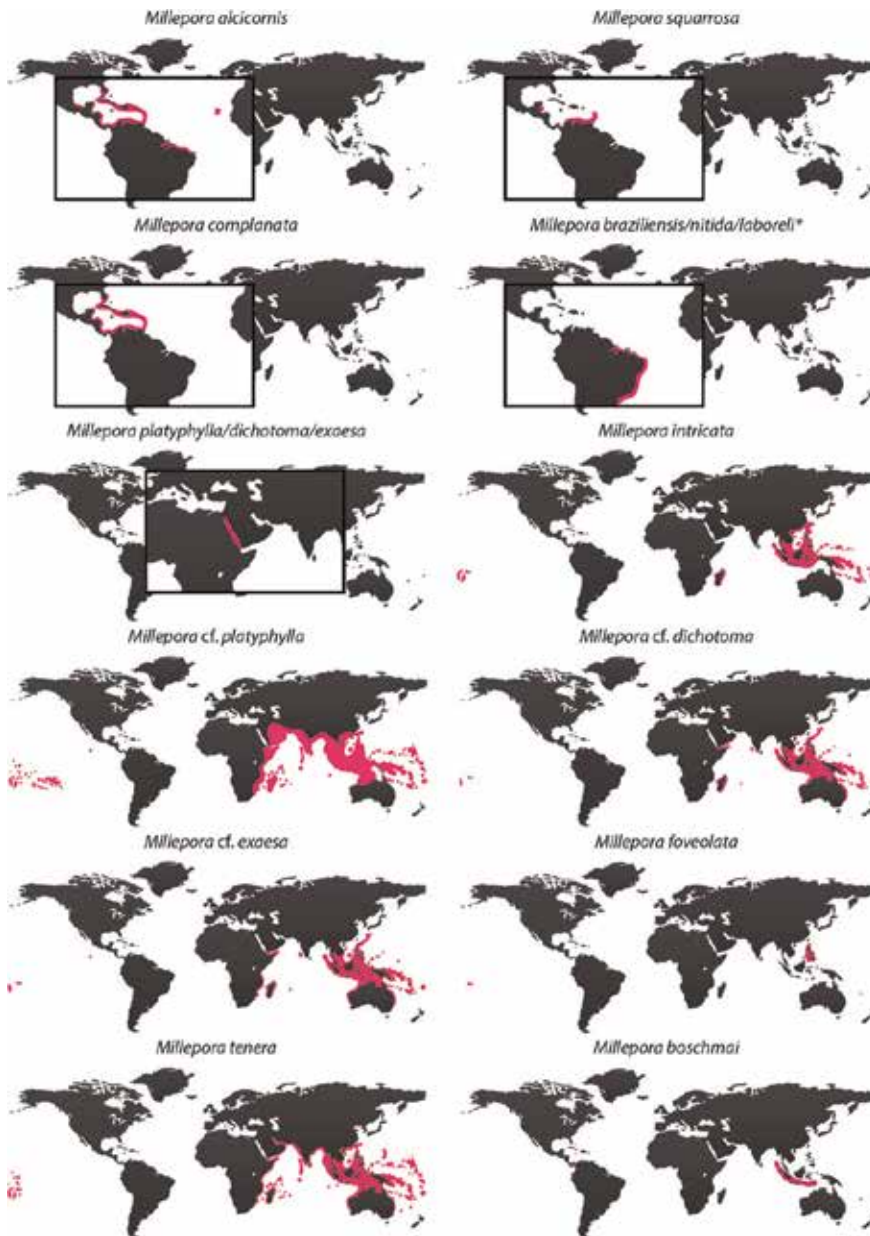 Millepora alcicornis
Millepora squarrosa
Millepora complanata
Millepora braziliensis/nitida/laboreli*
Millepora platyphylla/dichotoma/exaesa
Millepora intricata
Millepora cf. platyphylla
Millepora cf. dichotoma
Millepora cf. exaesa
Millepora foveolata
Millepora tenera
Millepora boschmai